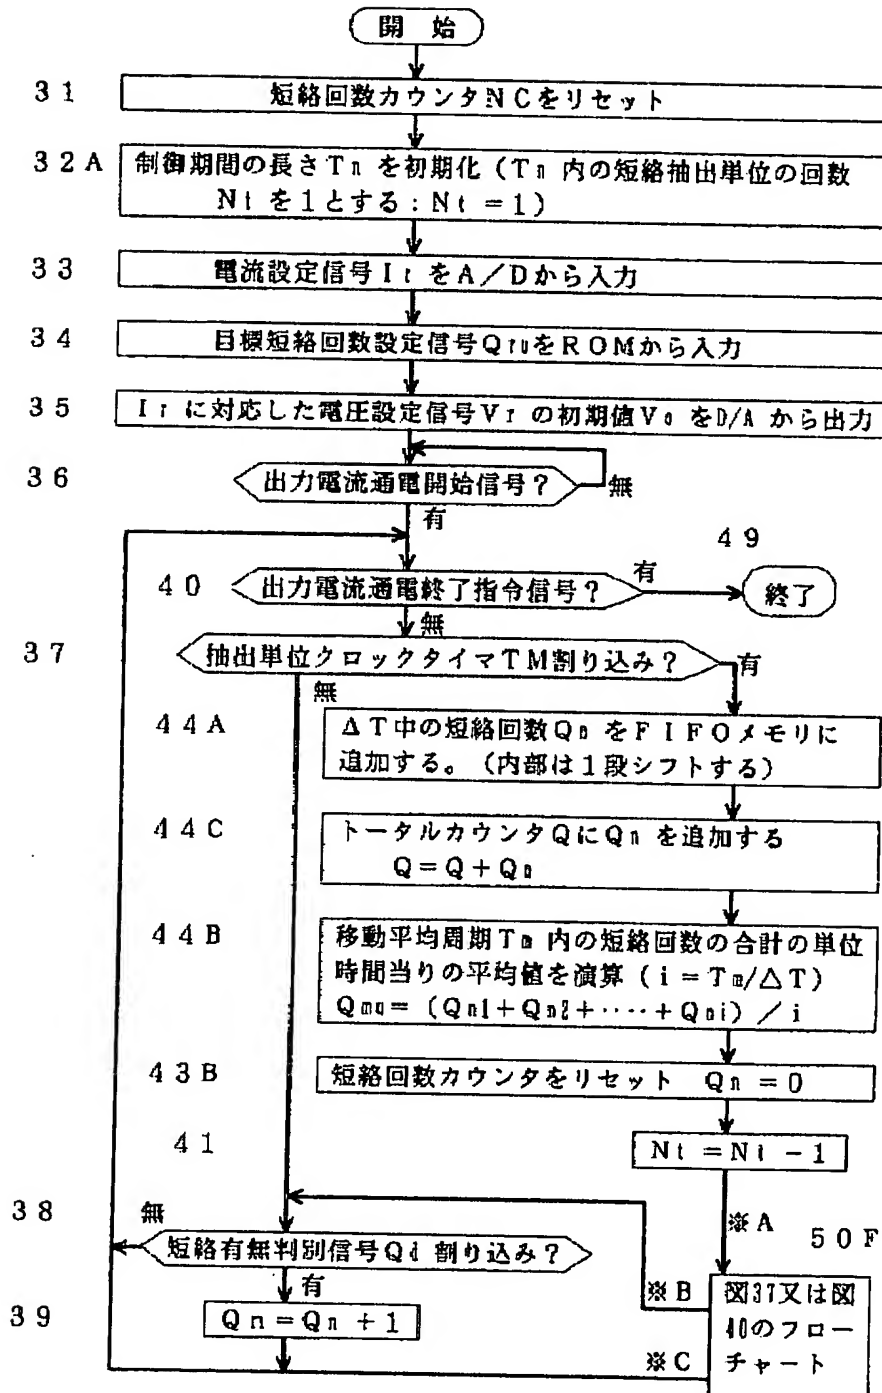 開 始
31
短絡回数カウンタNCをリセット
32A
制御期間の長さTn を初期化（Tn 内の短絡抽出単位の回数
Nt を1とする：Nt ＝1）
33
電流設定信号Ir をA／Dから入力
34
目標短絡回数設定信号QruをROMから入力
35
Ir に対応した電圧設定信号Vr の初期値V0 をD/A から出力
36
出力電流通電開始信号？
無
有
49
40
出力電流通電終了指令信号？
有
終了
無
37
抽出単位クロックタイマTM割り込み？
有
無
44A
ΔT中の短絡回数Qn をFIFOメモリに
追加する。（内部は1段シフトする）
44C
トータルカウンタQにQn を追加する
Q＝Q＋Qn
44B
移動平均周期Tm 内の短絡回数の合計の単位
時間当りの平均値を演算（i＝Tm/ΔT）
Qmu＝（Qn1＋Qn2＋‥‥＋Qni）／i
43B
短絡回数カウンタをリセット Qn ＝0
41
Nt ＝Nt －1
※A
50F
38
無
短絡有無判別信号Qd 割り込み？
有
39
Qn＝Qn ＋1
※B
※C
図37又は図
40のフロー
チャート